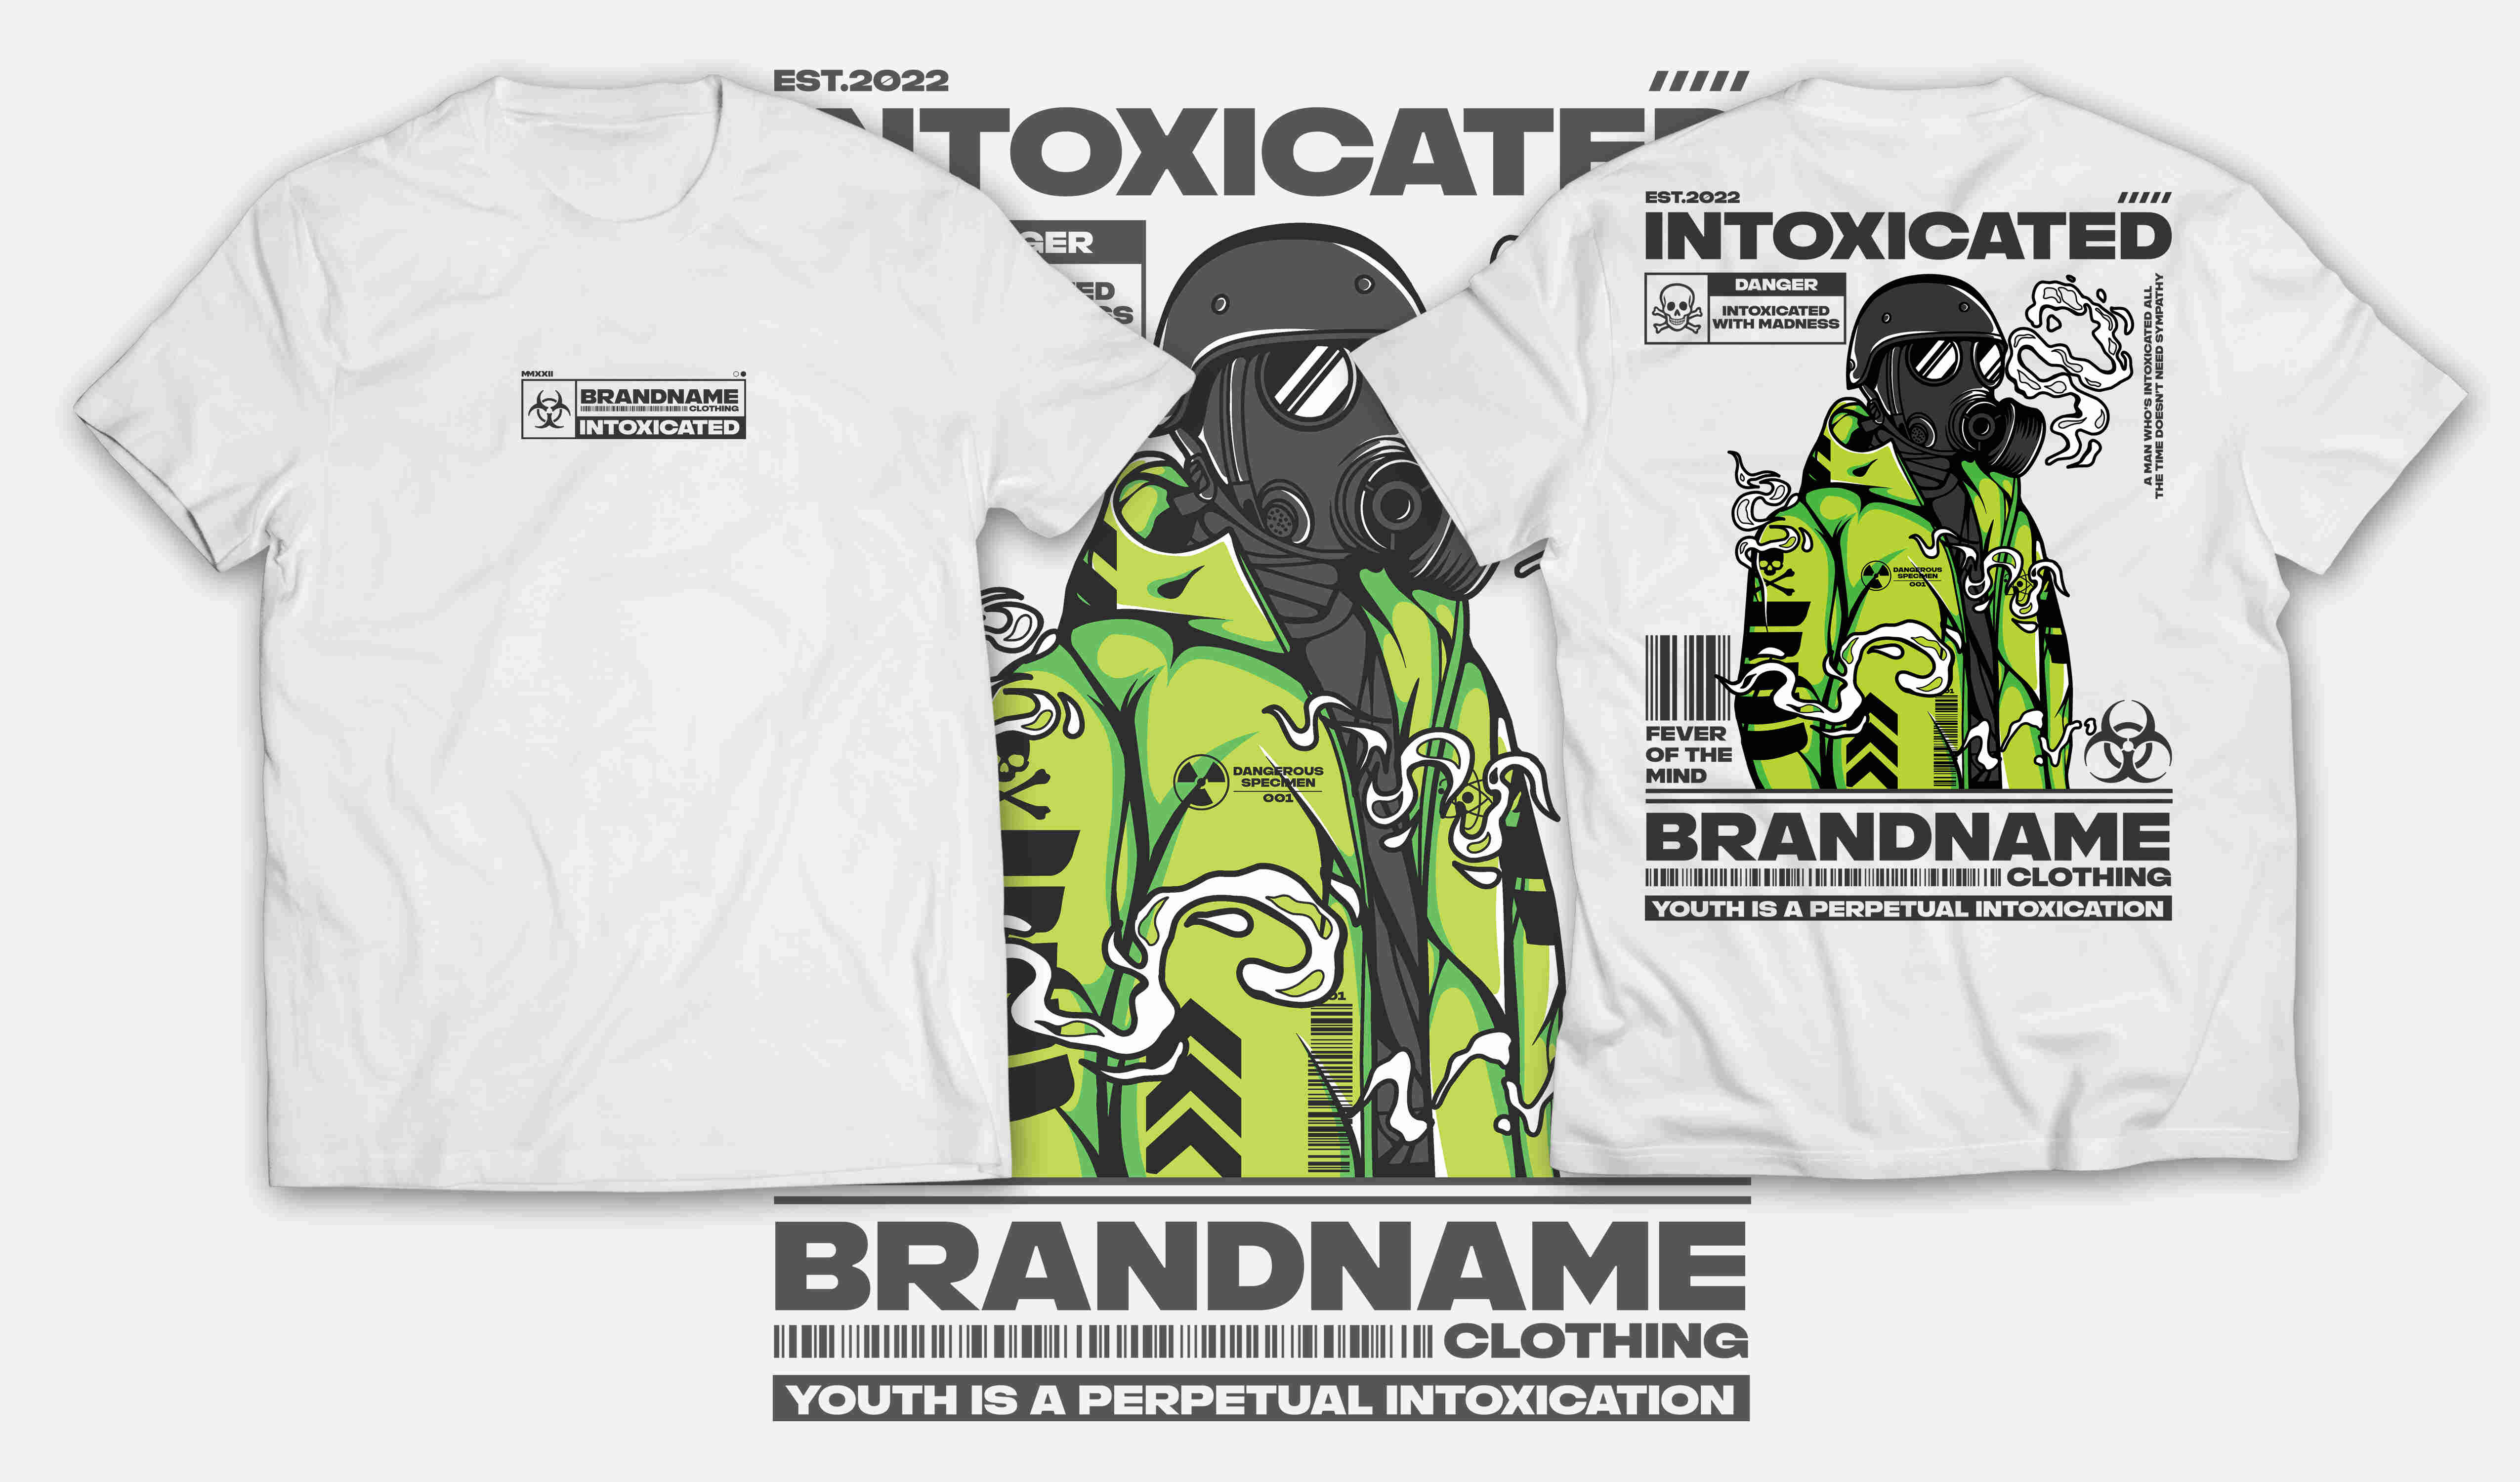 MMXXII
BRANDNAME
CLOTHING
INTOXICATED
EST.2022
INTOXICATED
DANGEROUS
SPECIMEN
001
BRANDNAME
CLOTHING
YOUTH IS A PERPETUAL INTOXICATION
EST.2022
INTOXICATED
DANGER
INTOXICATED
WITH MADNESS
A MAN WHO'S INTOXICATED ALL
THE TIME DOESN'T NEED SYMPATHY
DANGEROUS
SPECIMEN
001
FEVER
OF THE
MIND
BRANDNAME
CLOTHING
YOUTH IS A PERPETUAL INTOXICATION